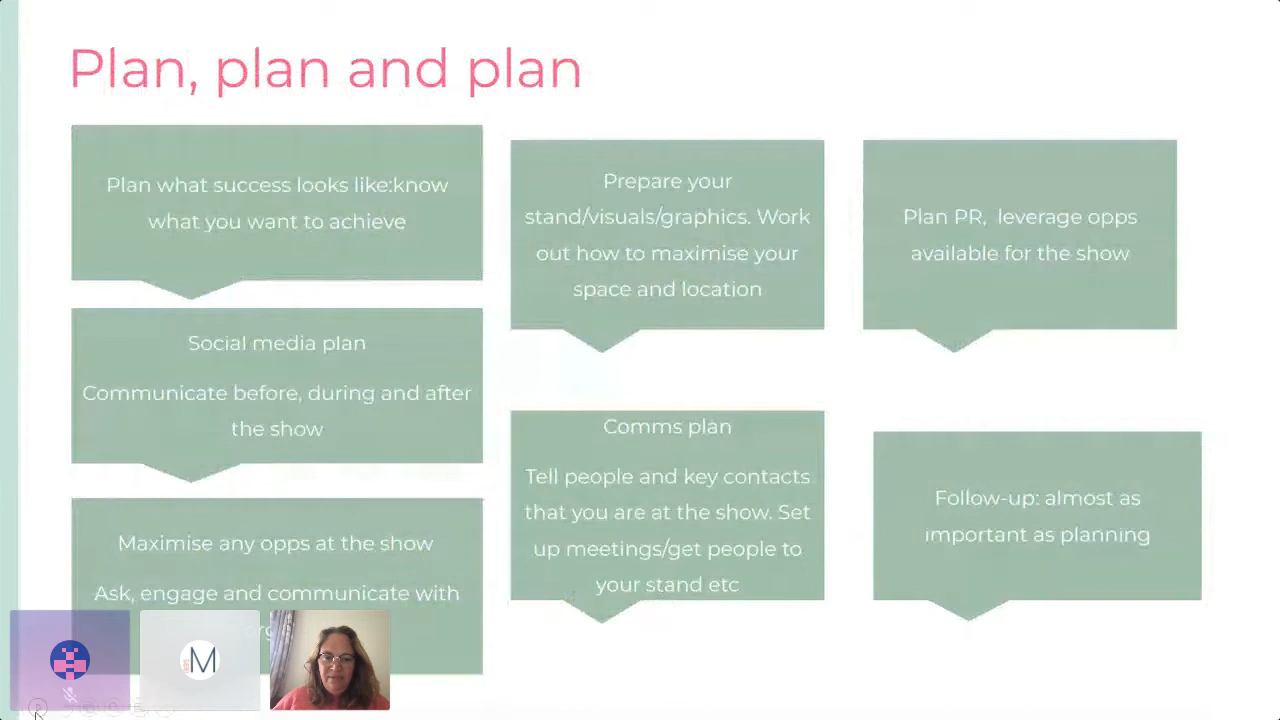 Plan, plan and plan
Plan what success looks like:know
what you want to achieve
Social media plan
Communicate before, during and after
the show
Maximise any opps at the show
Ask, engage and communicate with
Prepare your
stand/visuals/graphics. Work
out how to maximise your
space and location
Comms plan
Tell people and key contacts
that you are at the show. Set
up meetings/get people to
your stand etc
Plan PR, leverage opps
available for the show
Follow-up: almost as
important as planning
M